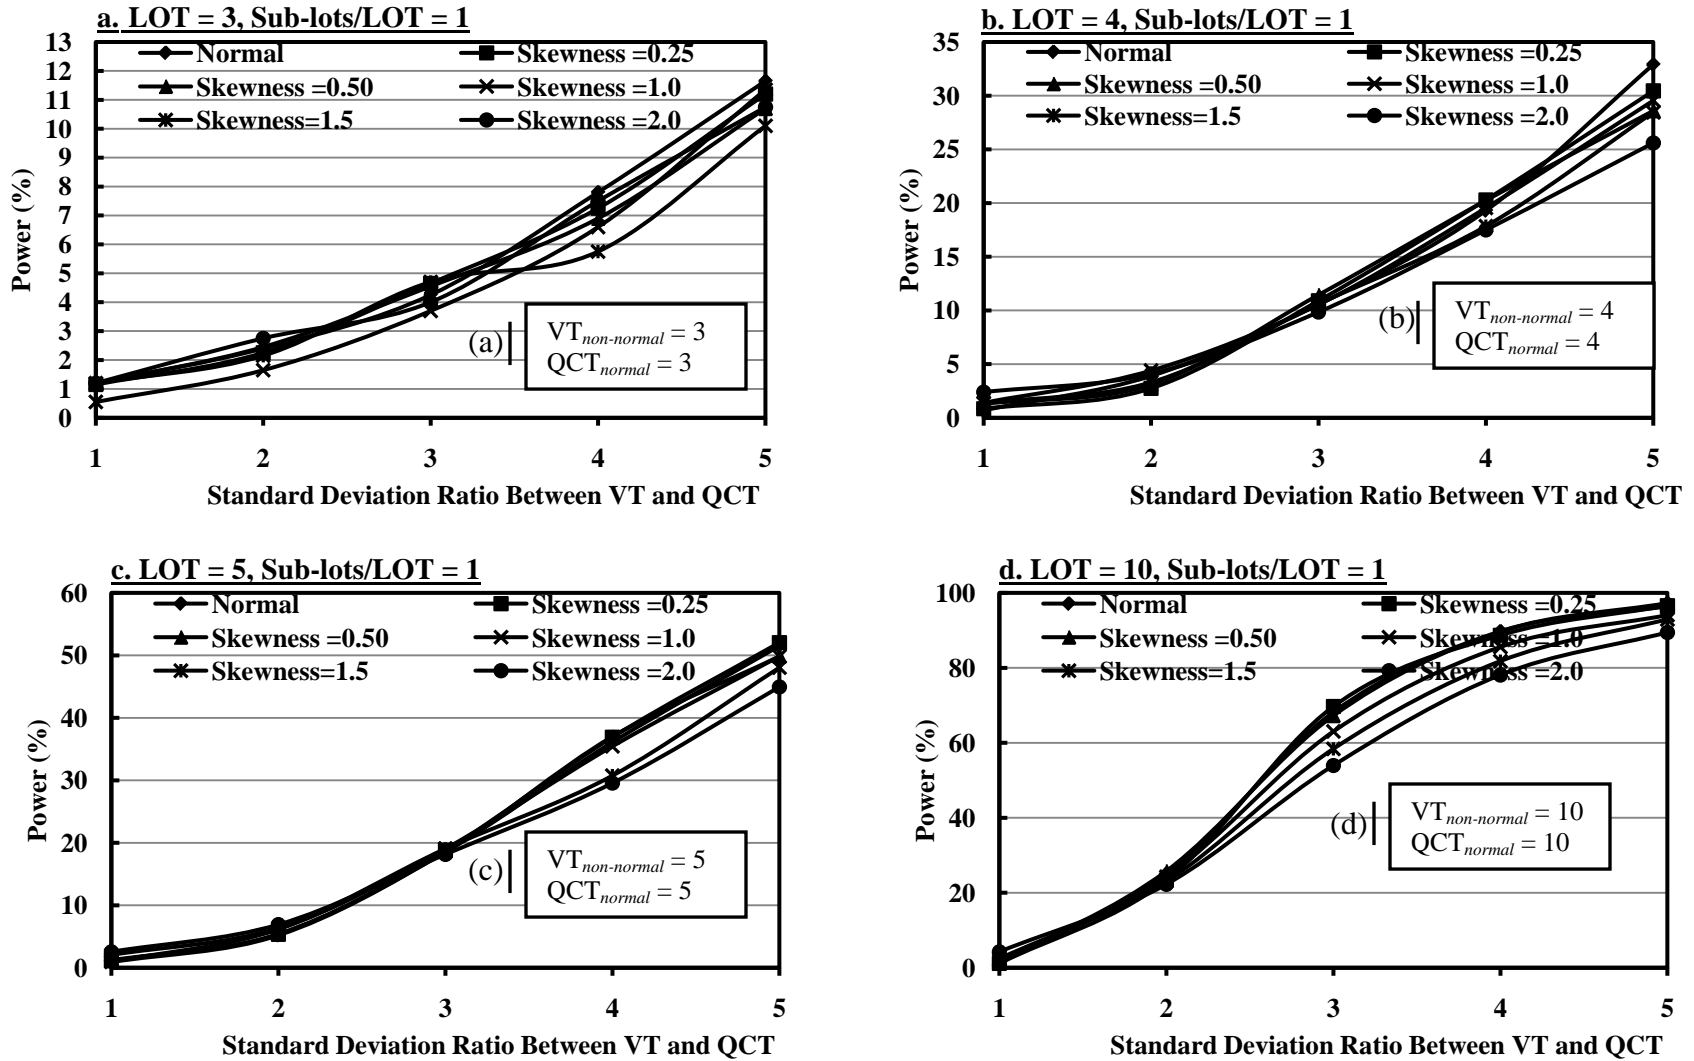 a. LOT = 3, Sub-lots/LOT = 1
Normal
Skewness =0.25
Skewness =0.50
Skewness =1.0
Skewness=1.5
Skewness =2.0
13
12
11
10
9
8
7
6
5
4
3
2
1
0
Power (%)
(a)
VTnon-normal = 3
QCTnormal = 3
1 2 3 4 5
Standard Deviation Ratio Between VT and QCT
b. LOT = 4, Sub-lots/LOT = 1
Normal
Skewness =0.25
Skewness =0.50
Skewness =1.0
Skewness=1.5
Skewness =2.0
35
30
25
20
15
10
5
0
Power (%)
(b)
VTnon-normal = 4
QCTnormal = 4
1 2 3 4 5
Standard Deviation Ratio Between VT and QCT
c. LOT = 5, Sub-lots/LOT = 1
Normal
Skewness =0.25
Skewness =0.50
Skewness =1.0
Skewness=1.5
Skewness =2.0
60
50
40
30
20
10
0
Power (%)
(c)
VTnon-normal = 5
QCTnormal = 5
1 2 3 4 5
Standard Deviation Ratio Between VT and QCT
d. LOT = 10, Sub-lots/LOT = 1
Normal
Skewness =0.25
Skewness =0.50
Skewness =1.0
Skewness=1.5
Skewness =2.0
100
80
60
40
20
0
Power (%)
(d)
VTnon-normal = 10
QCTnormal = 10
1 2 3 4 5
Standard Deviation Ratio Between VT and QCT